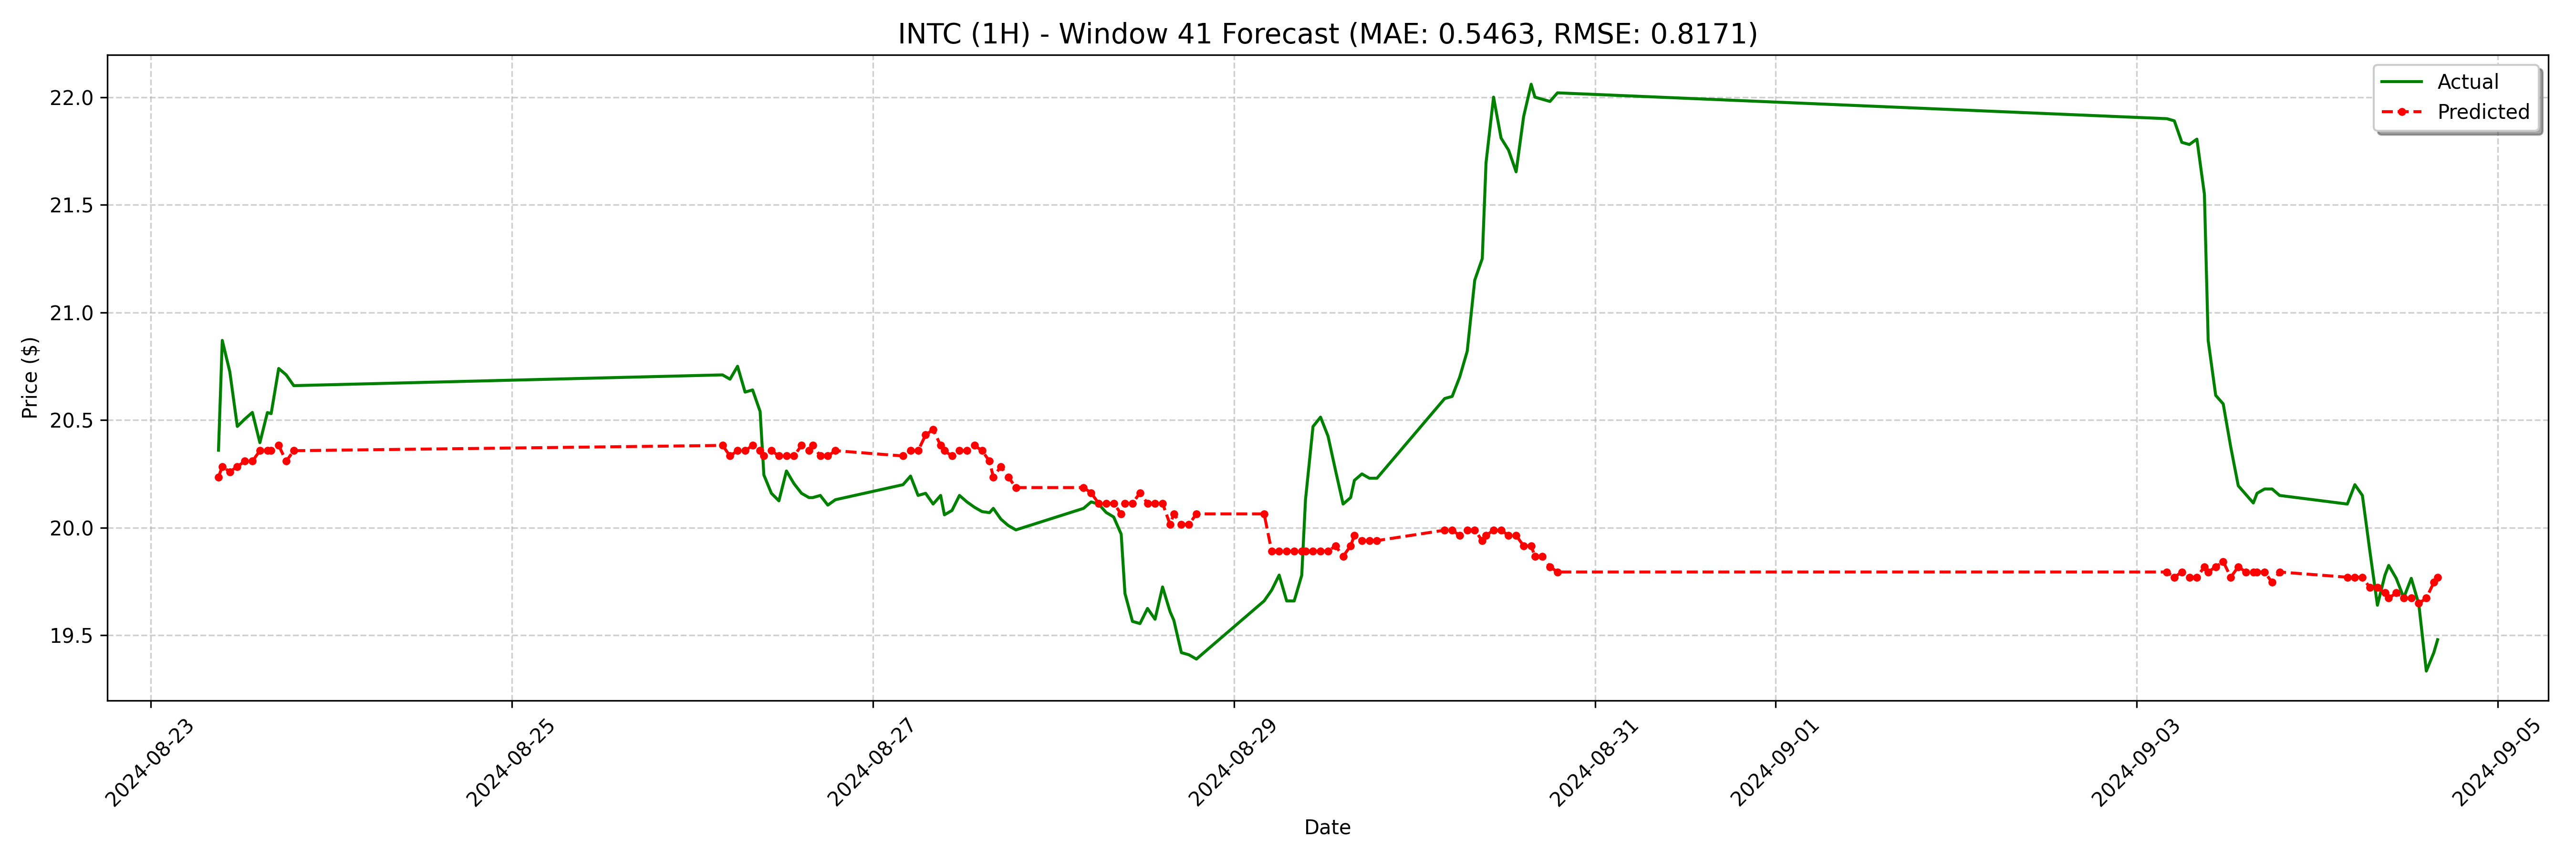 INTC (1H) - Window 41 Forecast (MAE: 0.5463, RMSE: 0.8171)
Actual
Predicted
Price ($)
22.0
21.5
21.0
20.5
20.0
19.5
2024-08-23
2024-08-25
2024-08-27
2024-08-29
2024-08-31
2024-09-01
2024-09-03
2024-09-05
Date